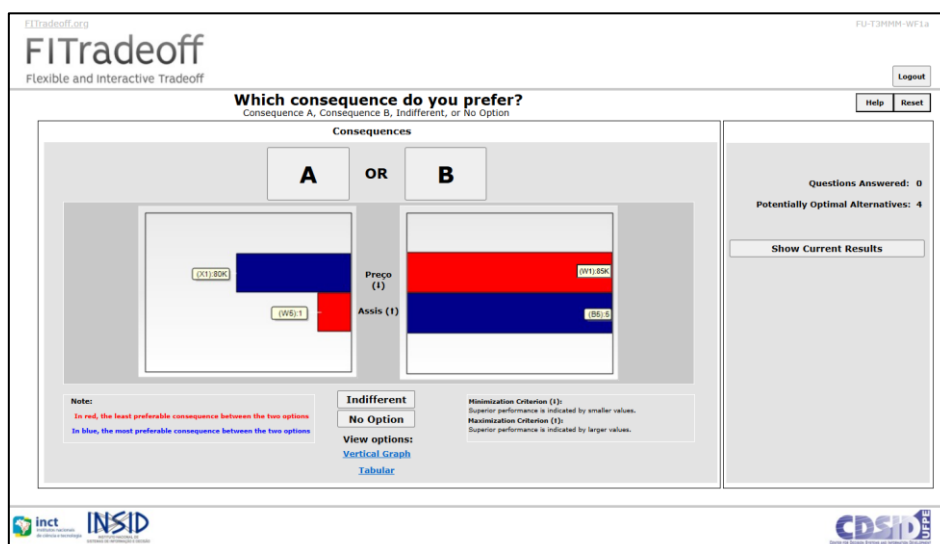 FITradeoff.org
FU-T3MMM-WF1a
FITradeoff
Flexible and Interactive Tradeoff
Logout
Which consequence do you prefer?
Consequence A, Consequence B, Indifferent, or No Option
Help
Reset
Consequences
A
OR
B
(X1):80K
Preço
(↓)
(W1):85K
(W5):1
Assis (↑)
(B5):5
Questions Answered: 0
Potentially Optimal Alternatives: 4
Show Current Results
Note:
In red, the least preferable consequence between the two options
In blue, the most preferable consequence between the two options
Indifferent
No Option
View options:
Vertical Graph
Tabular
Minimization Criterion (↓):
Superior performance is indicated by smaller values.
Maximization Criterion (↑):
Superior performance is indicated by larger values.
inct
INSID
CDSID
UFPE